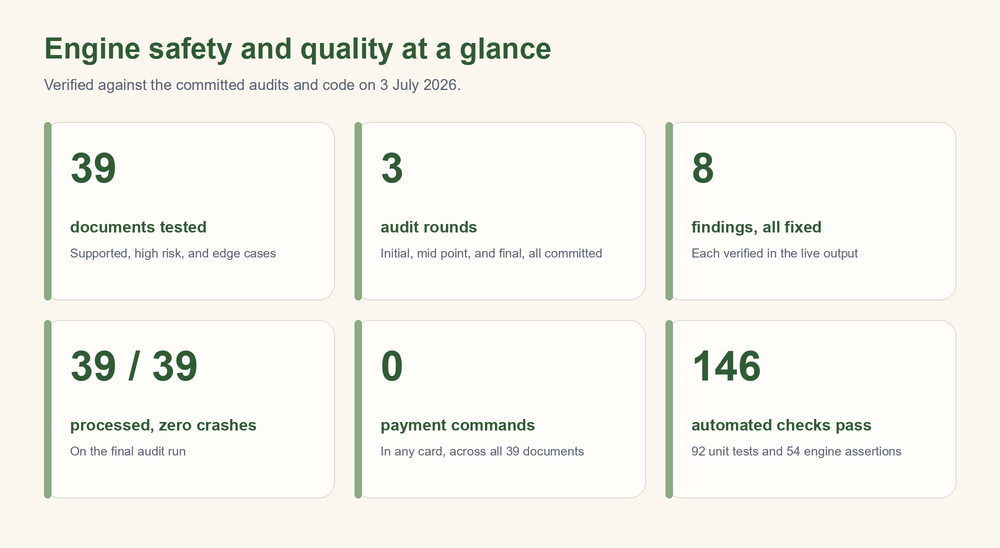 Engine safety and quality at a glance
Verified against the committed audits and code on 3 July 2026.
39
documents tested
Supported, high risk, and edge cases
3
audit rounds
Initial, mid point, and final, all committed
8
findings, all fixed
Each verified in the live output
39 / 39
processed, zero crashes
On the final audit run
0
payment commands
In any card, across all 39 documents
146
automated checks pass
92 unit tests and 54 engine assertions